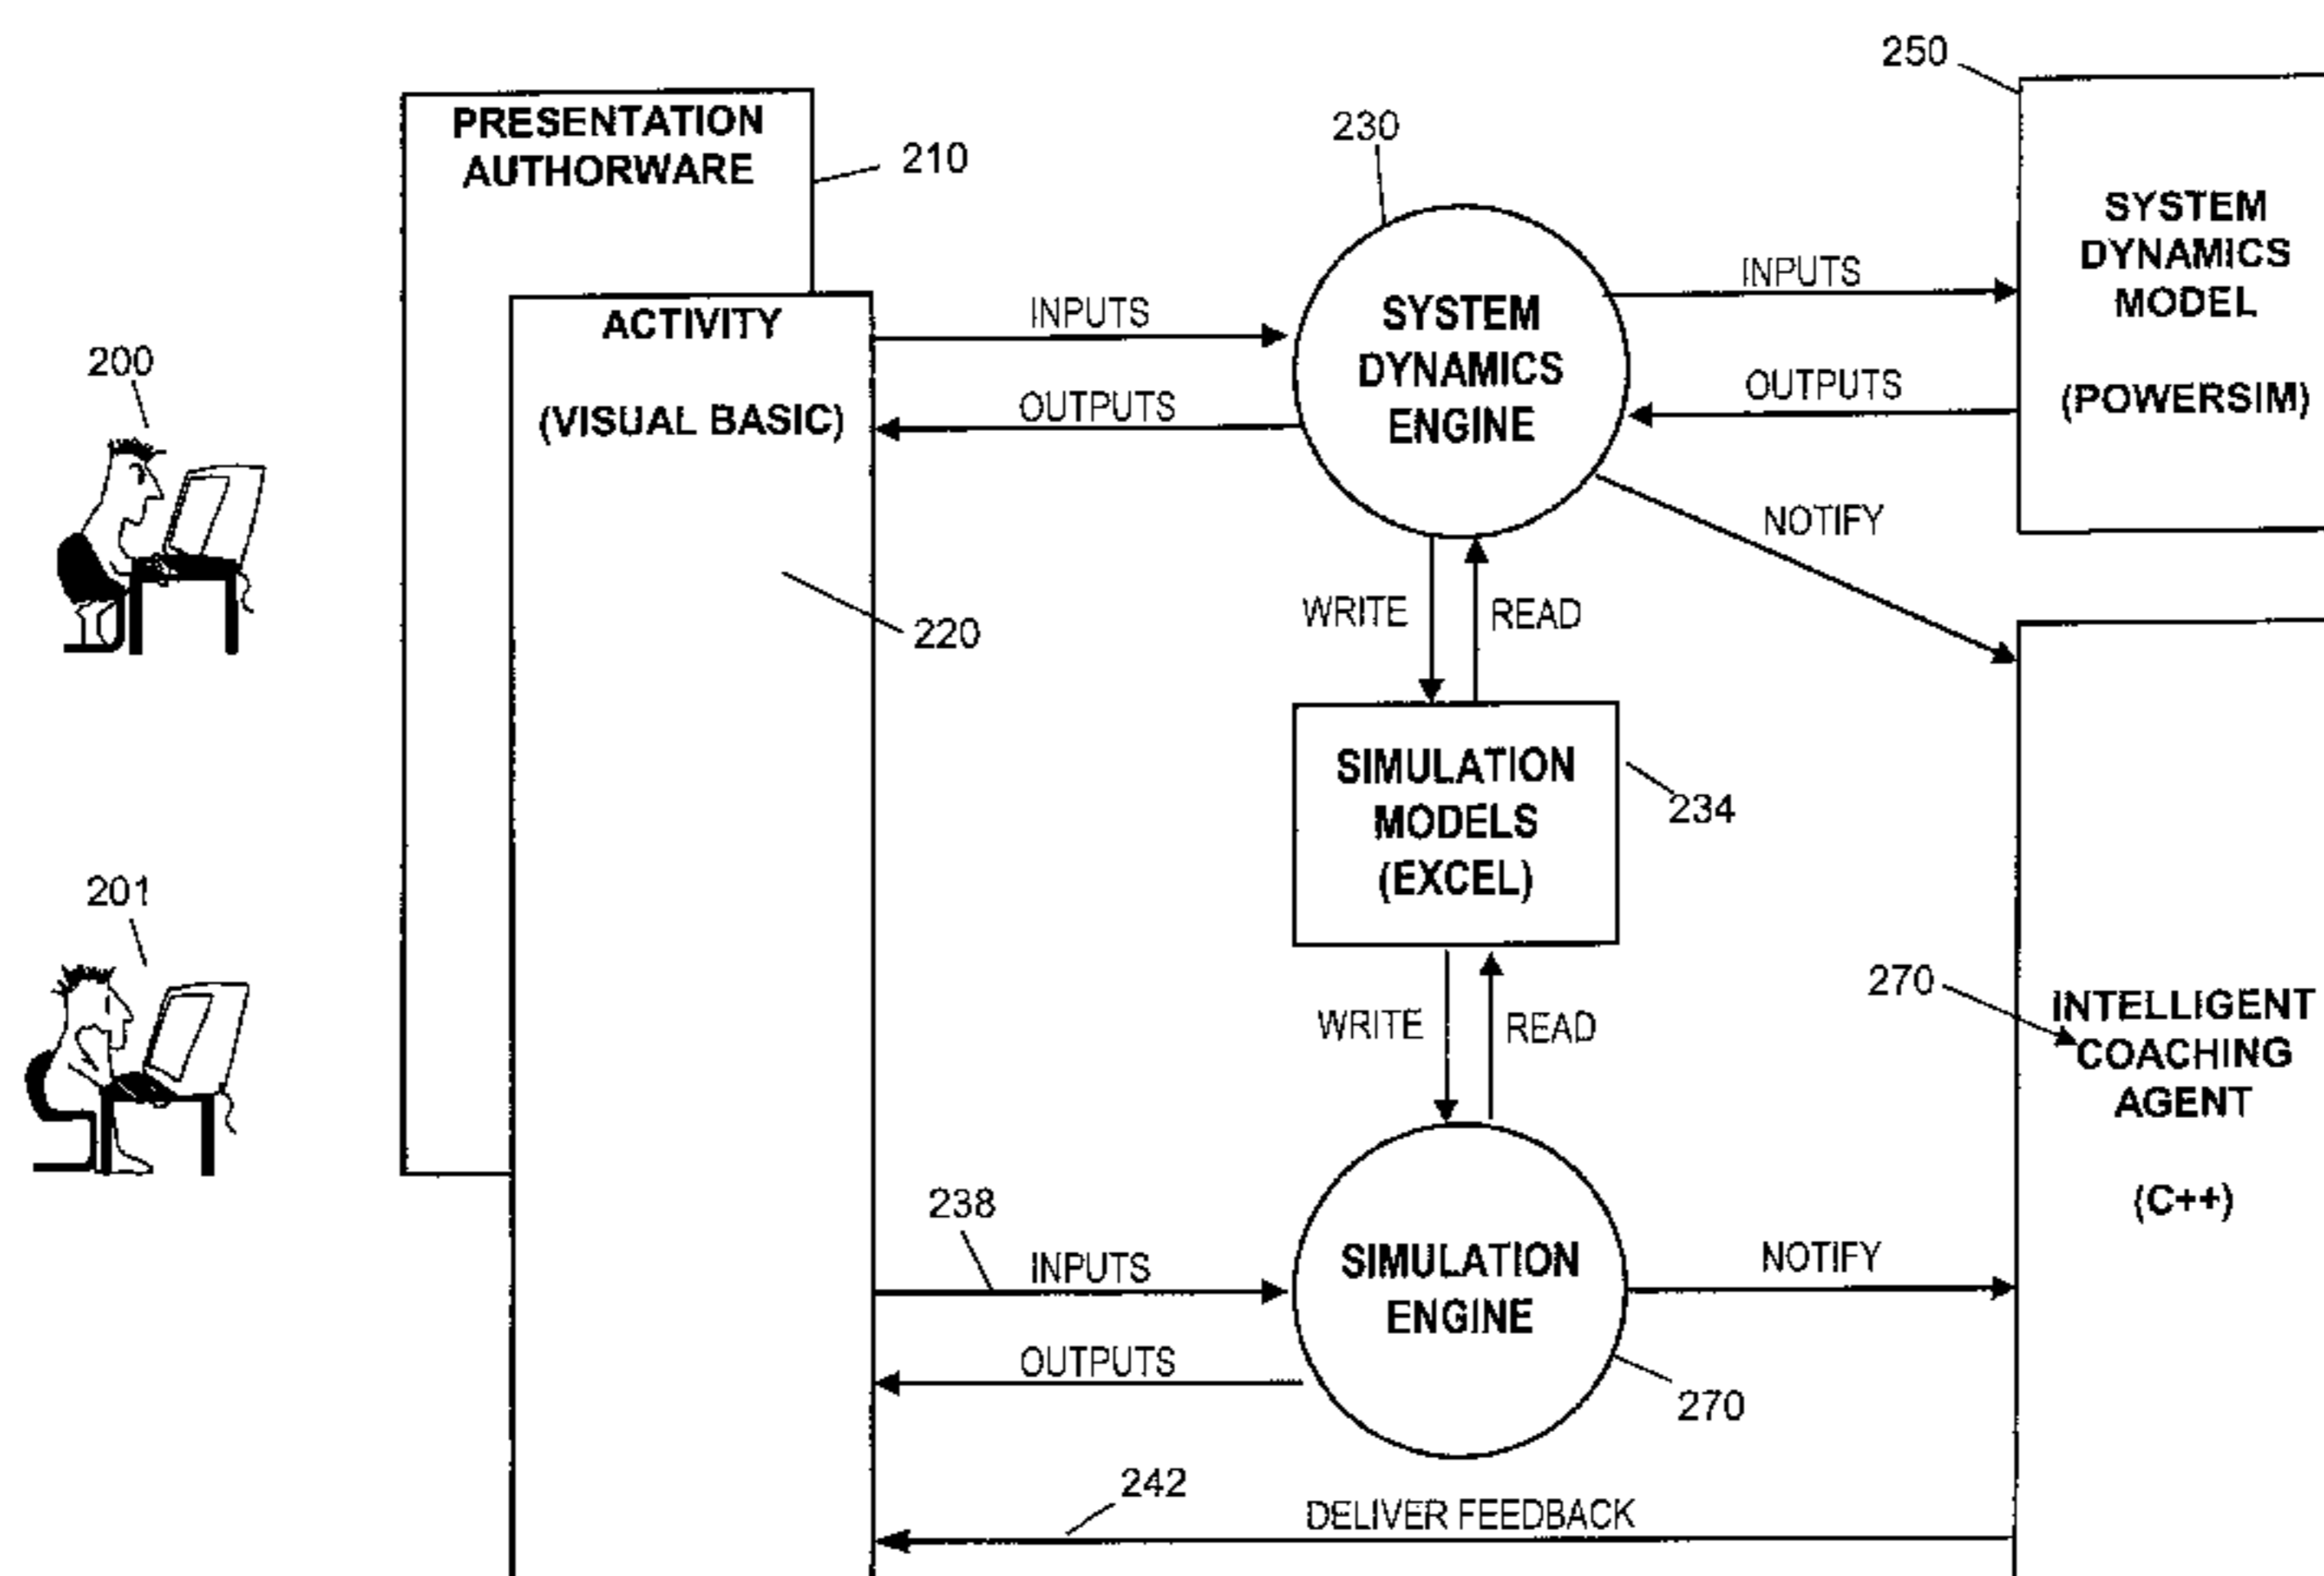 250
PRESENTATION
AUTHORWARE
210
230
SYSTEM
DYNAMICS
MODEL
(POWERSIM)
INPUTS
OUTPUTS
ACTIVITY
(VISUAL BASIC)
INPUTS
OUTPUTS
SYSTEM
DYNAMICS
ENGINE
200
NOTIFY
220
WRITE
READ
SIMULATION
MODELS
(EXCEL)
234
201
270
INTELLIGENT
COACHING
AGENT
(C++)
WRITE
READ
238
INPUTS
OUTPUTS
SIMULATION
ENGINE
NOTIFY
270
242
DELIVER FEEDBACK